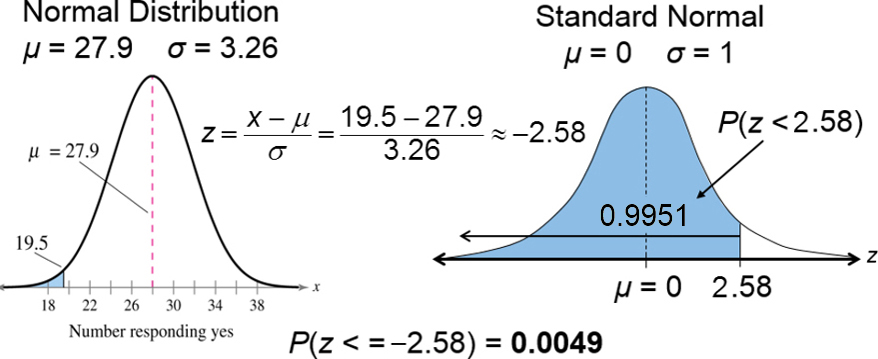 Normal Distribution
μ = 27.9 σ = 3.26
μ = 27.9
19.5
18 22 26 30 34 38
x
Number responding yes
z = (x − μ)/σ = (19.5 − 27.9)/3.26 ≈ −2.58
Standard Normal
μ = 0 σ = 1
P(z < 2.58)
0.9951
z
μ = 0 2.58
P(z < = −2.58) = 0.0049